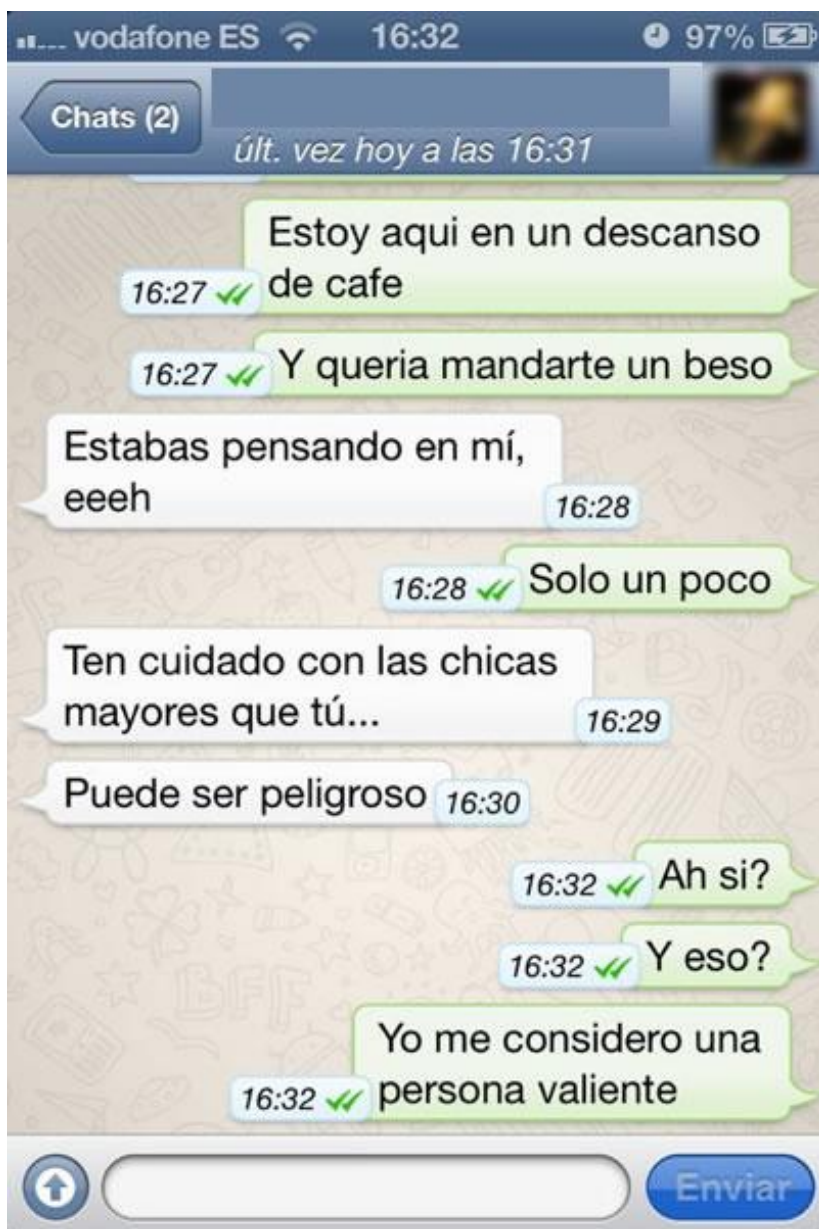 vodafone ES 16:32 97%
Chats (2)
últ. vez hoy a las 16:31
Estoy aqui en un descanso
de cafe
16:27
Y queria mandarte un beso
16:27
Estabas pensando en mí,
eeeh
16:28
Solo un poco
16:28
Ten cuidado con las chicas
mayores que tú...
16:29
Puede ser peligroso
16:30
Ah si?
16:32
Y eso?
16:32
Yo me considero una
persona valiente
16:32
BFF
Enviar